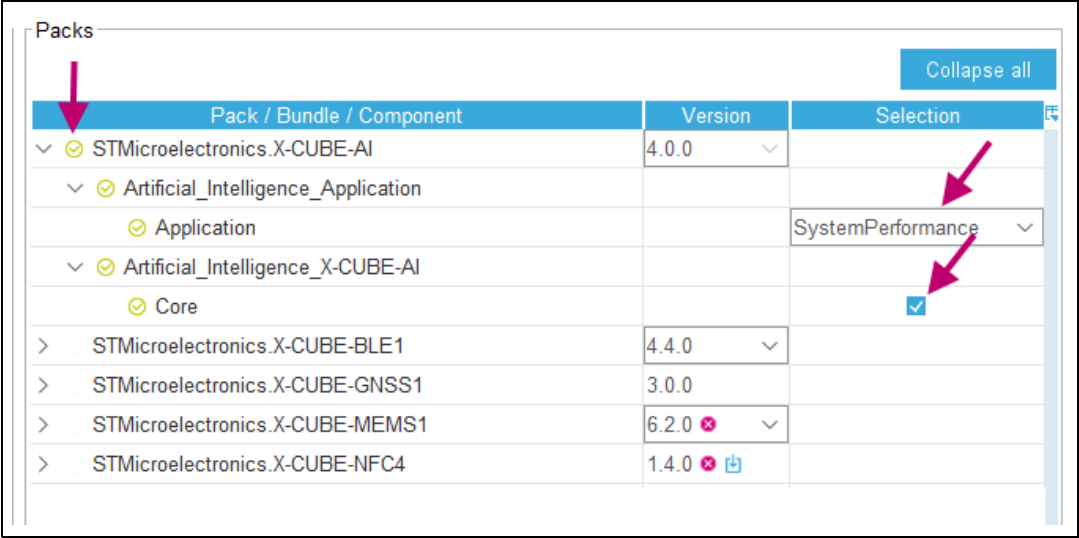 Packs
Collapse all
Pack / Bundle / Component Version Selection
STMicroelectronics.X-CUBE-AI 4.0.0
Artificial_Intelligence_Application
Application SystemPerformance
Artificial_Intelligence_X-CUBE-AI
Core
STMicroelectronics.X-CUBE-BLE1 4.4.0
STMicroelectronics.X-CUBE-GNSS1 3.0.0
STMicroelectronics.X-CUBE-MEMS1 6.2.0
STMicroelectronics.X-CUBE-NFC4 1.4.0